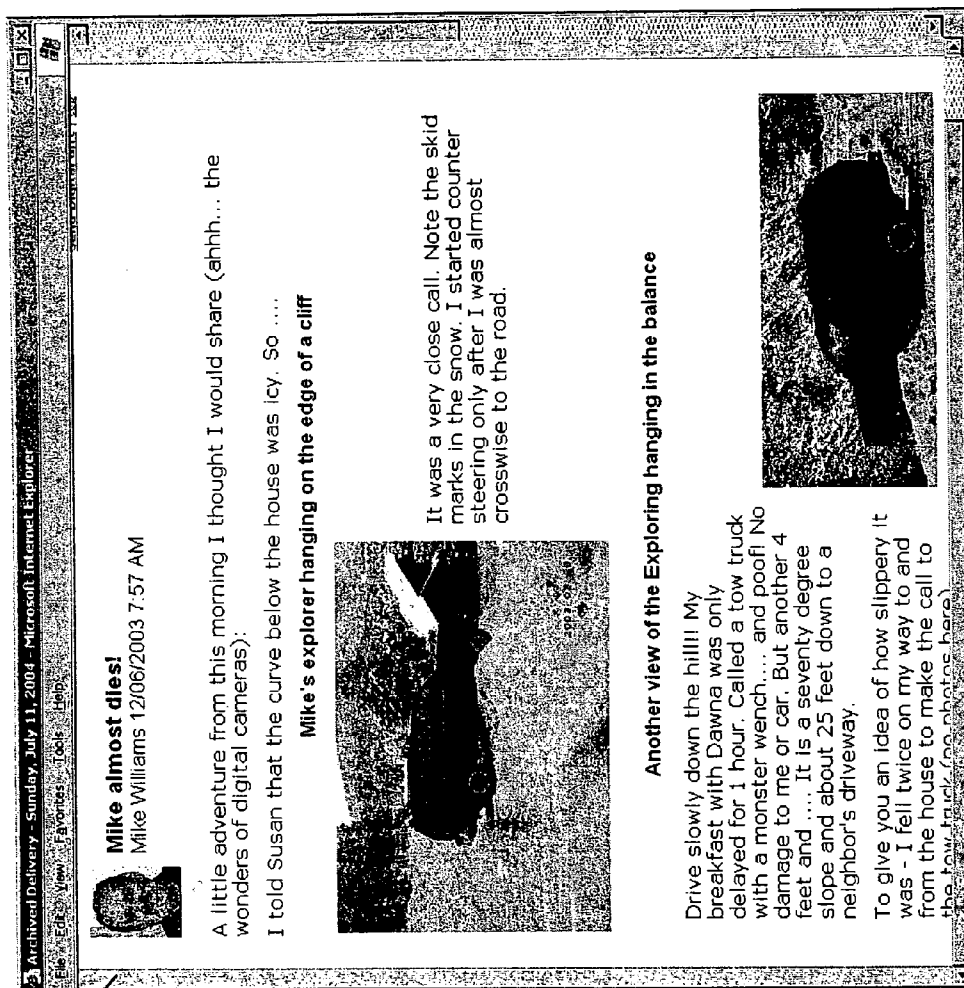 Archived Delivery - Sunday, July 11, 2004 - Microsoft Internet Explorer
File Edit View Favorites Tools Help
Mike almost dies!
Mike Williams 12/06/2003 7:57 AM
A little adventure from this morning I thought I would share (ahhh... the
wonders of digital cameras):
I told Susan that the curve below the house was icy. So .....
Mike's explorer hanging on the edge of a cliff
It was a very close call. Note the skid
marks in the snow. I started counter
steering only after I was almost
crosswise to the road.
Another view of the Exploring hanging in the balance
Drive slowly down the hill!! My
breakfast with Dawna was only
delayed for 1 hour. Called a tow truck
with a monster wench.... and poof! No
damage to me or car. But another 4
feet and .... It is a seventy degree
slope and about 25 feet down to a
neighbor's driveway.
To give you an idea of how slippery it
was - I fell twice on my way to and
from the house to make the call to
the tow truck (no photos here)